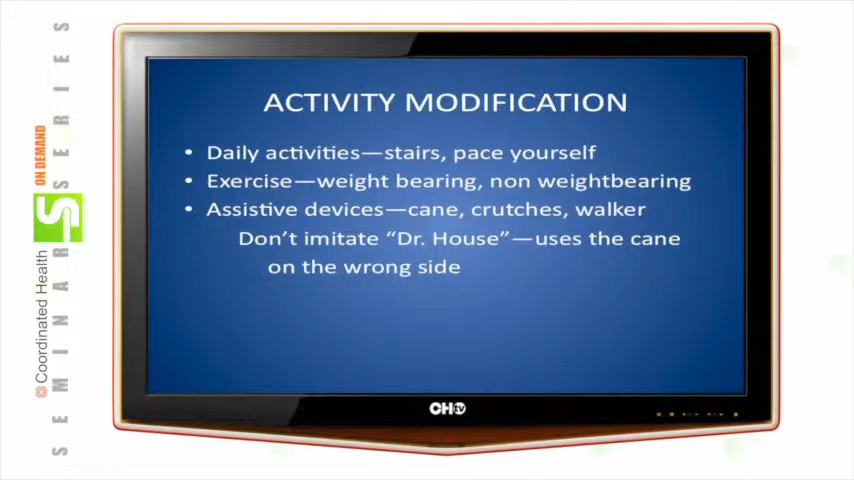 ACTIVITY MODIFICATION
• Daily activities—stairs, pace yourself
• Exercise—weight bearing, non weightbearing
• Assistive devices—cane, crutches, walker
Don’t imitate “Dr. House”—uses the cane
on the wrong side
CHtv
Coordinated Health
ON DEMAND
SEMINAR SERIES